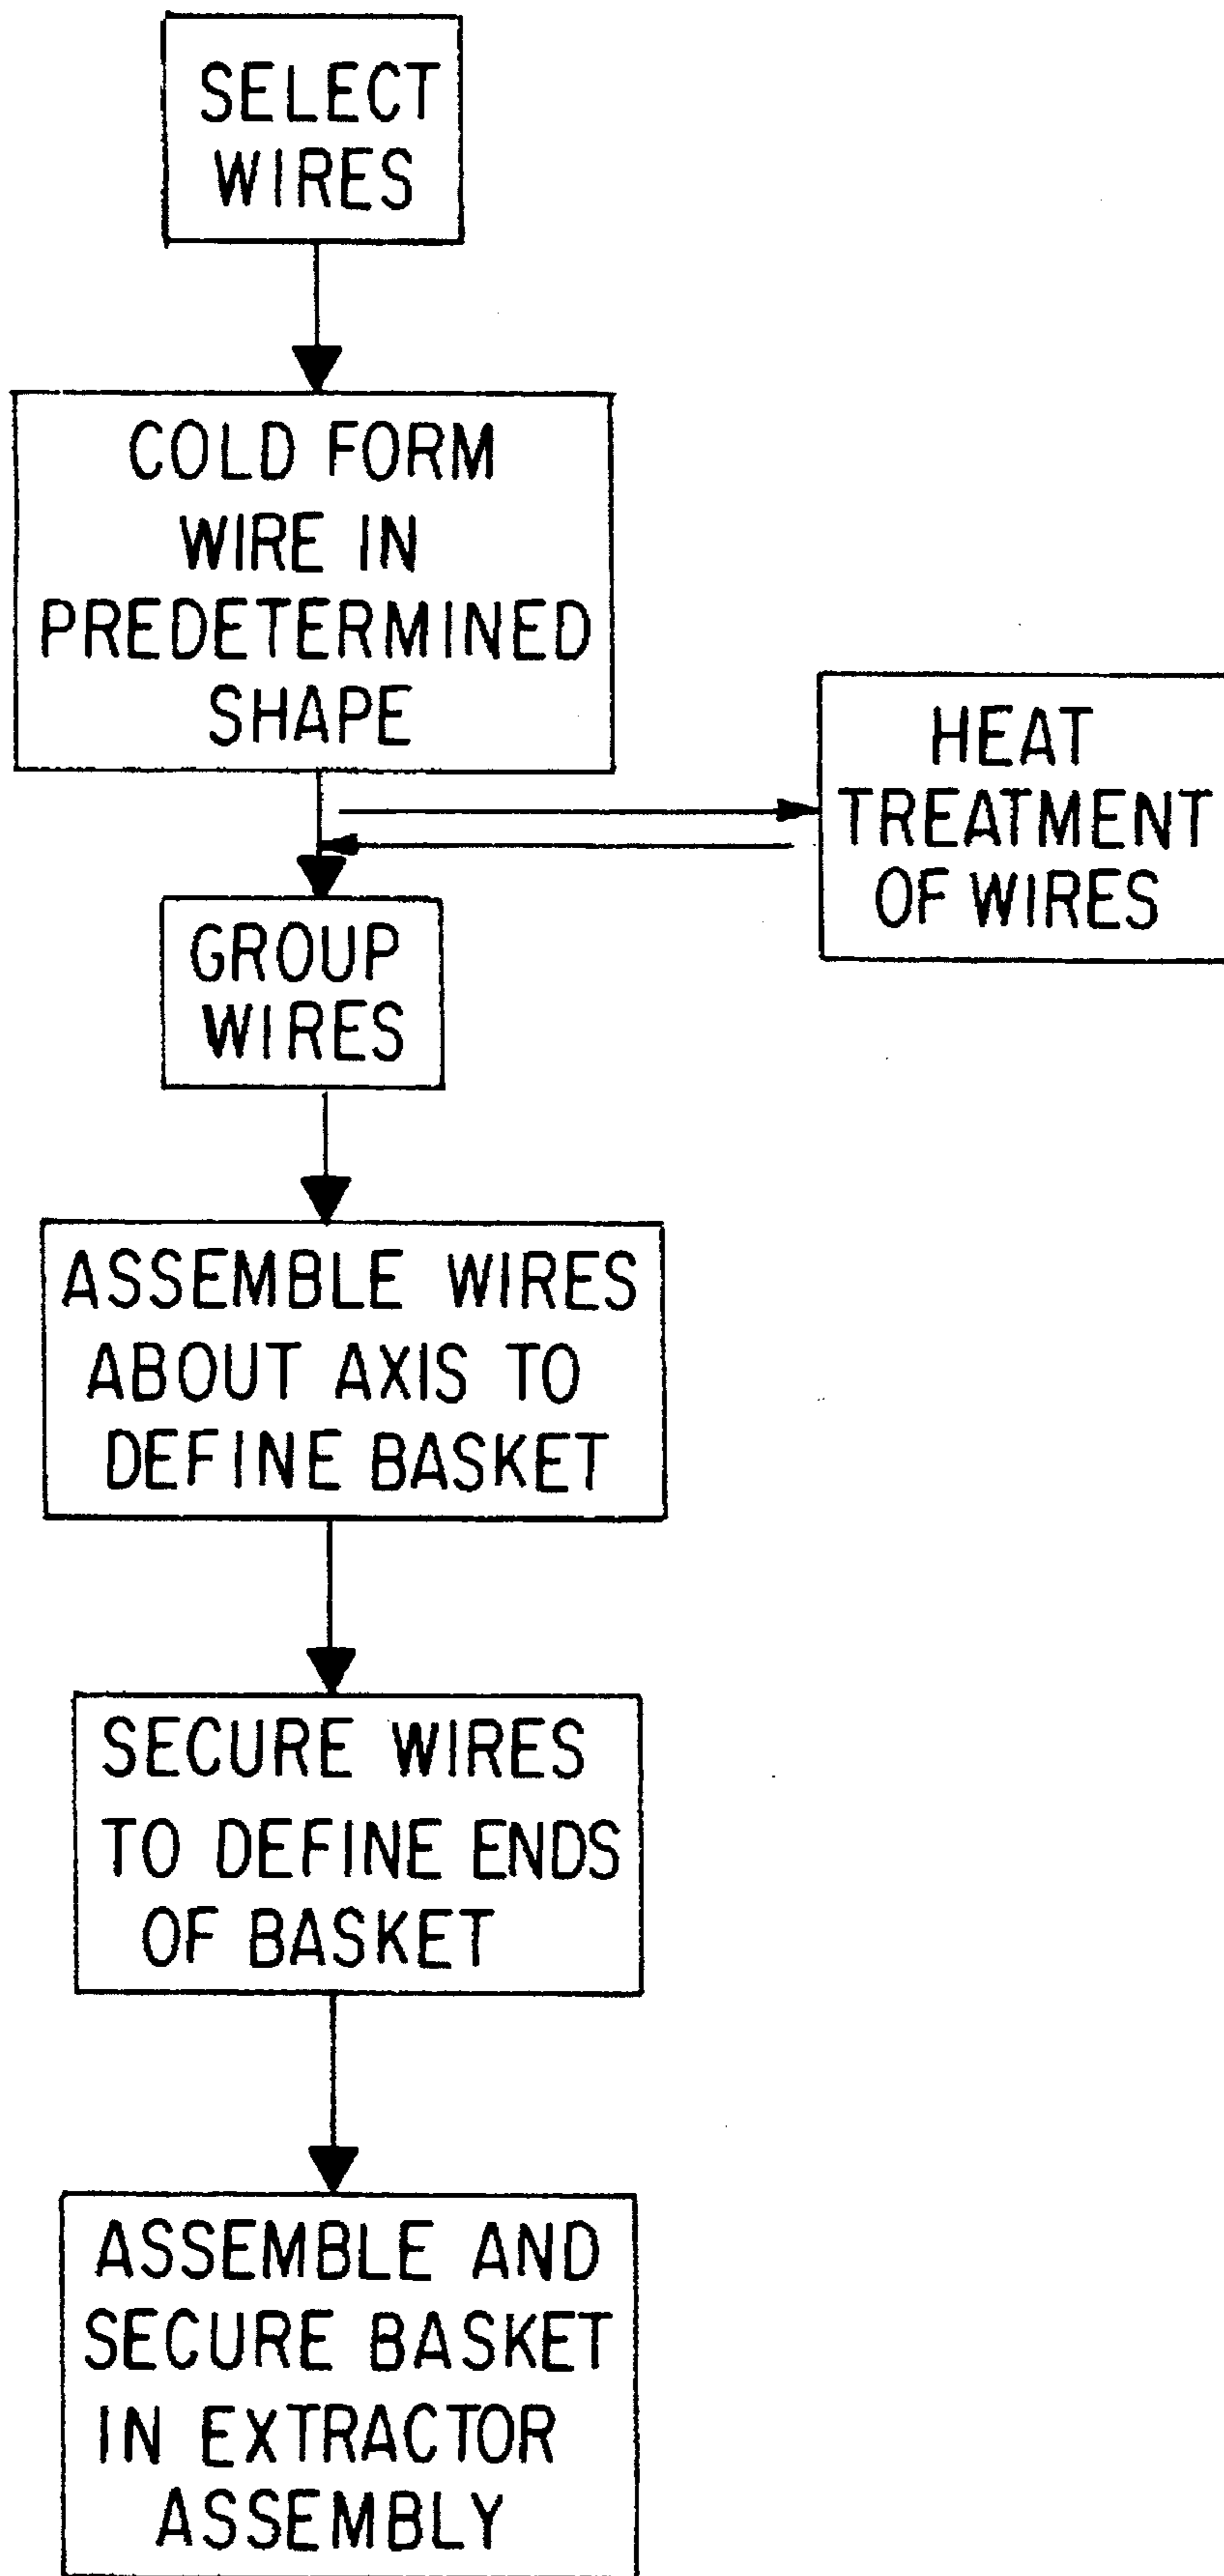 SELECT
WIRES
COLD FORM
WIRE IN
PREDETERMINED
SHAPE
HEAT
TREATMENT
OF WIRES
GROUP
WIRES
ASSEMBLE WIRES
ABOUT AXIS TO
DEFINE BASKET
SECURE WIRES
TO DEFINE ENDS
OF BASKET
ASSEMBLE AND
SECURE BASKET
IN EXTRACTOR
ASSEMBLY